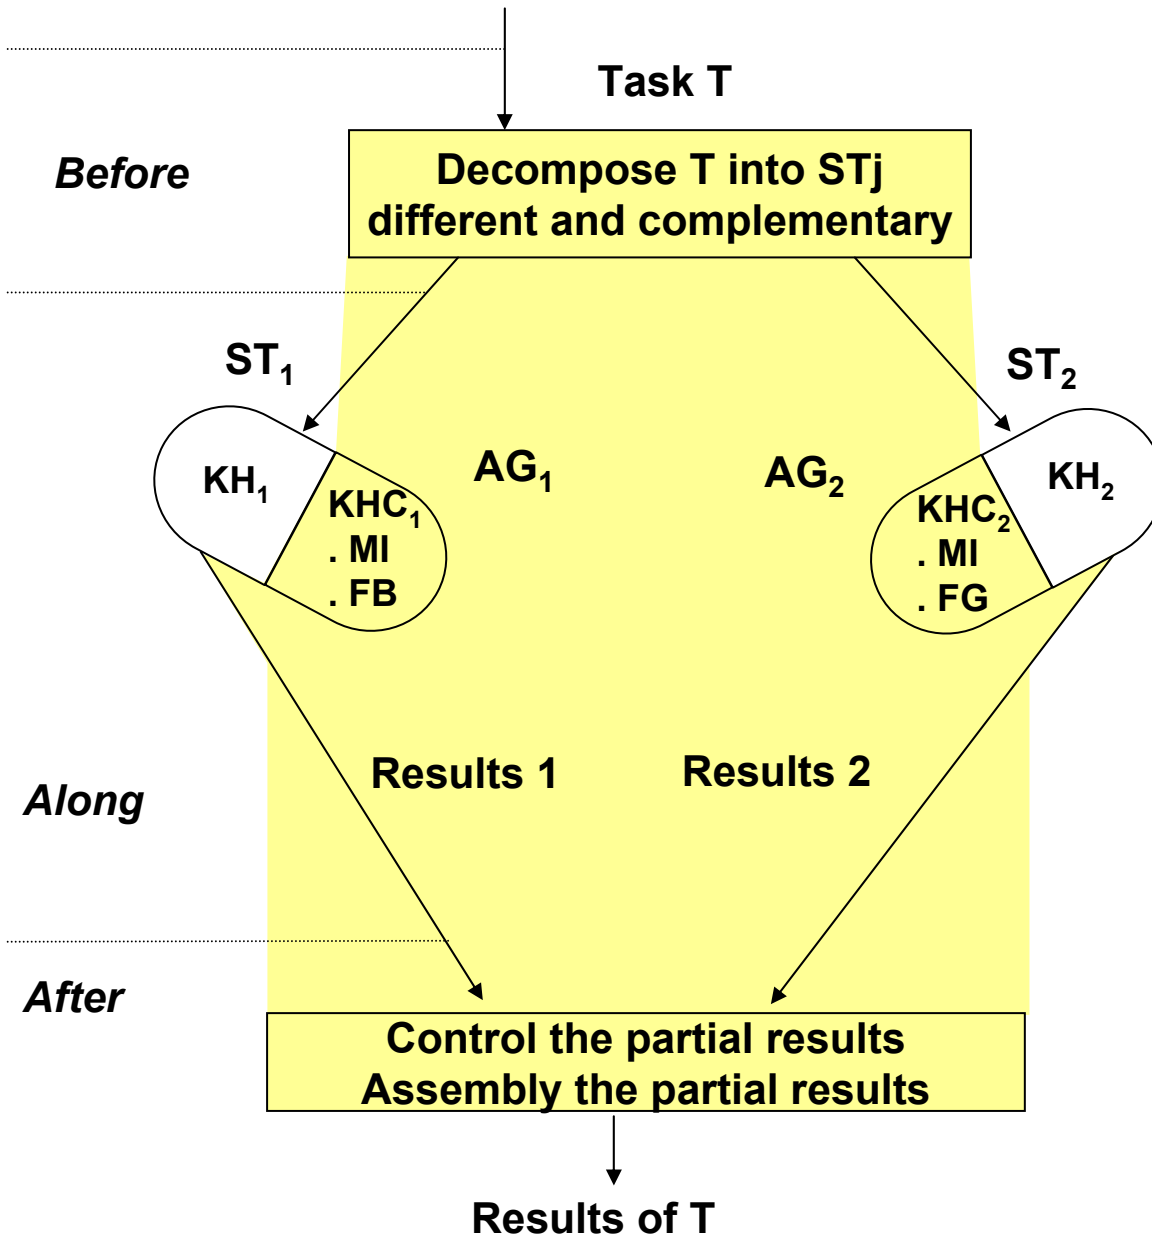 Task T
Before
Decompose T into STj
different and complementary
ST1
ST2
KH1
AG1
AG2
KH2
KHC1
. MI
. FB
KHC2
. MI
. FG
Results 1
Results 2
Along
After
Control the partial results
Assembly the partial results
Results of T